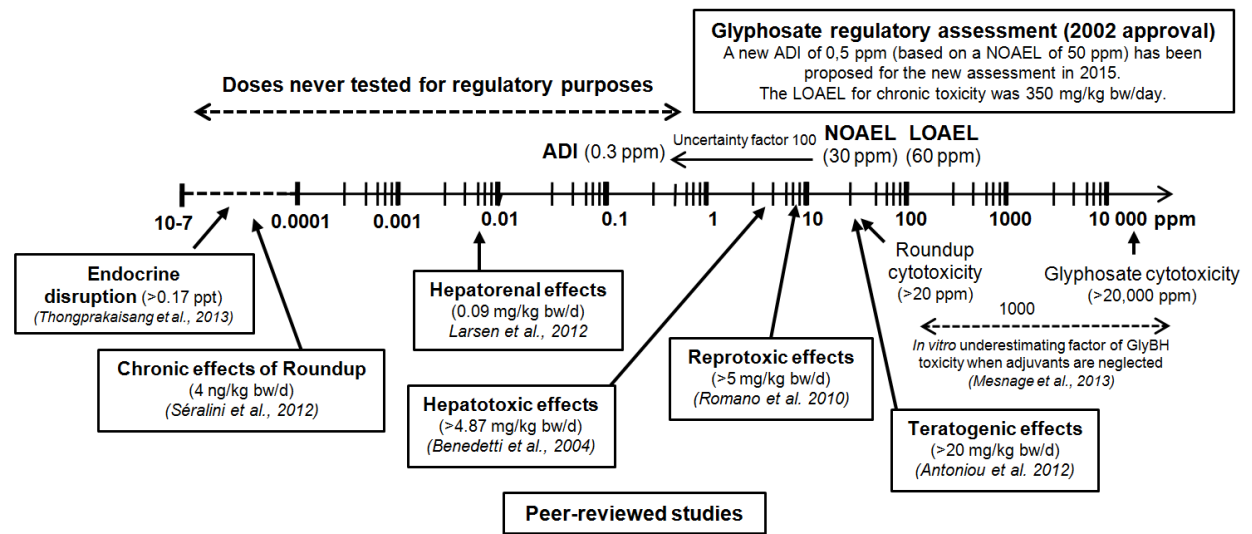 Glyphosate regulatory assessment (2002 approval)
A new ADI of 0,5 ppm (based on a NOAEL of 50 ppm) has been
proposed for the new assessment in 2015.
The LOAEL for chronic toxicity was 350 mg/kg bw/day.
Doses never tested for regulatory purposes
ADI (0.3 ppm)
Uncertainty factor 100
NOAEL LOAEL
(30 ppm) (60 ppm)
10-7 0.0001 0.001 0.01 0.1 1 10 100 1000 10 000 ppm
Endocrine
disruption (>0.17 ppt)
(Thongprakaisang et al., 2013)
Chronic effects of Roundup
(4 ng/kg bw/d)
(Séralini et al., 2012)
Hepatorenal effects
(0.09 mg/kg bw/d)
Larsen et al. 2012
Hepatotoxic effects
(>4.87 mg/kg bw/d)
(Benedetti et al., 2004)
Reprotoxic effects
(>5 mg/kg bw/d)
(Romano et al. 2010)
Roundup
cytotoxicity
(>20 ppm)
Glyphosate cytotoxicity
(>20,000 ppm)
1000
In vitro underestimating factor of GlyBH
toxicity when adjuvants are neglected
(Mesnage et al., 2013)
Teratogenic effects
(>20 mg/kg bw/d)
(Antoniou et al. 2012)
Peer-reviewed studies